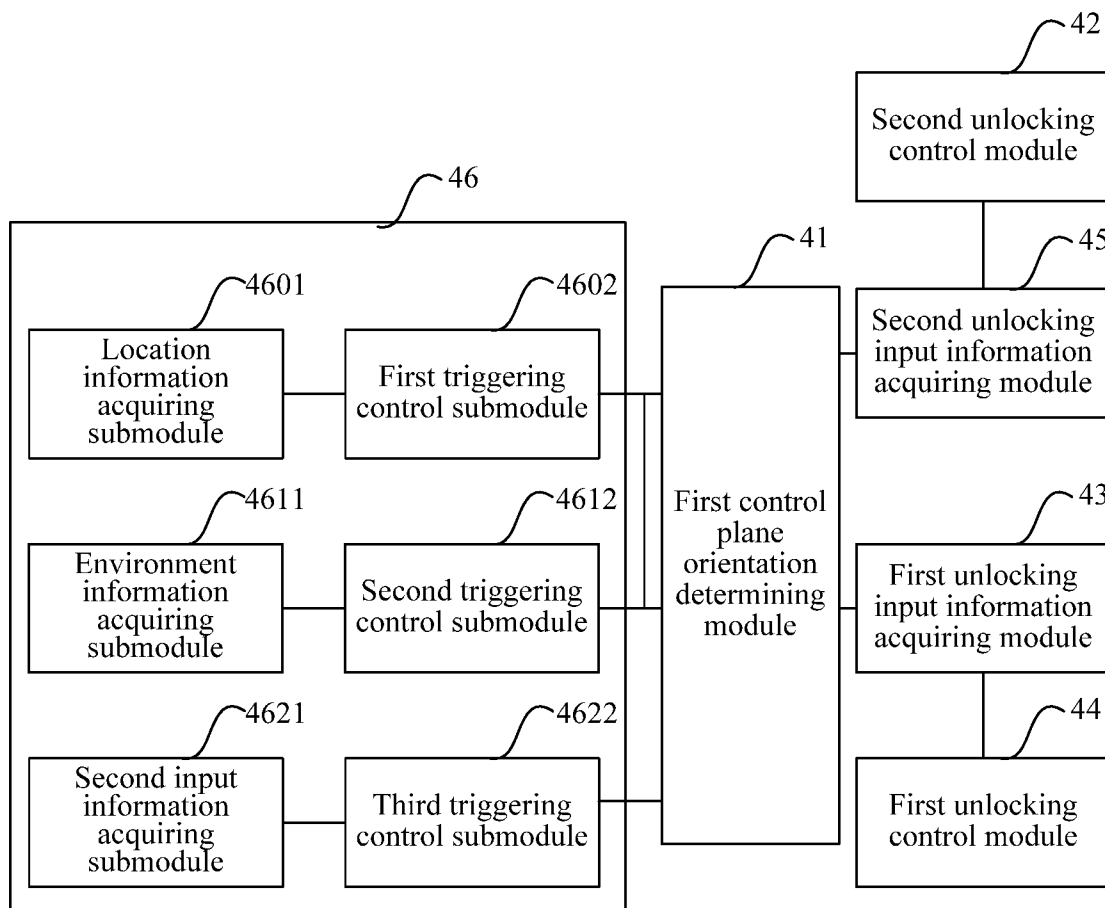 42
Second unlocking
control module
46
41
45
4601
4602
Location
information
acquiring
submodule
First triggering
control submodule
Second unlocking
input information
acquiring module
4611
4612
43
Environment
information
acquiring
submodule
Second triggering
control submodule
First control
plane
orientation
determining
module
First unlocking
input information
acquiring module
4621
4622
44
Second input
information
acquiring
submodule
Third triggering
control submodule
First unlocking
control module